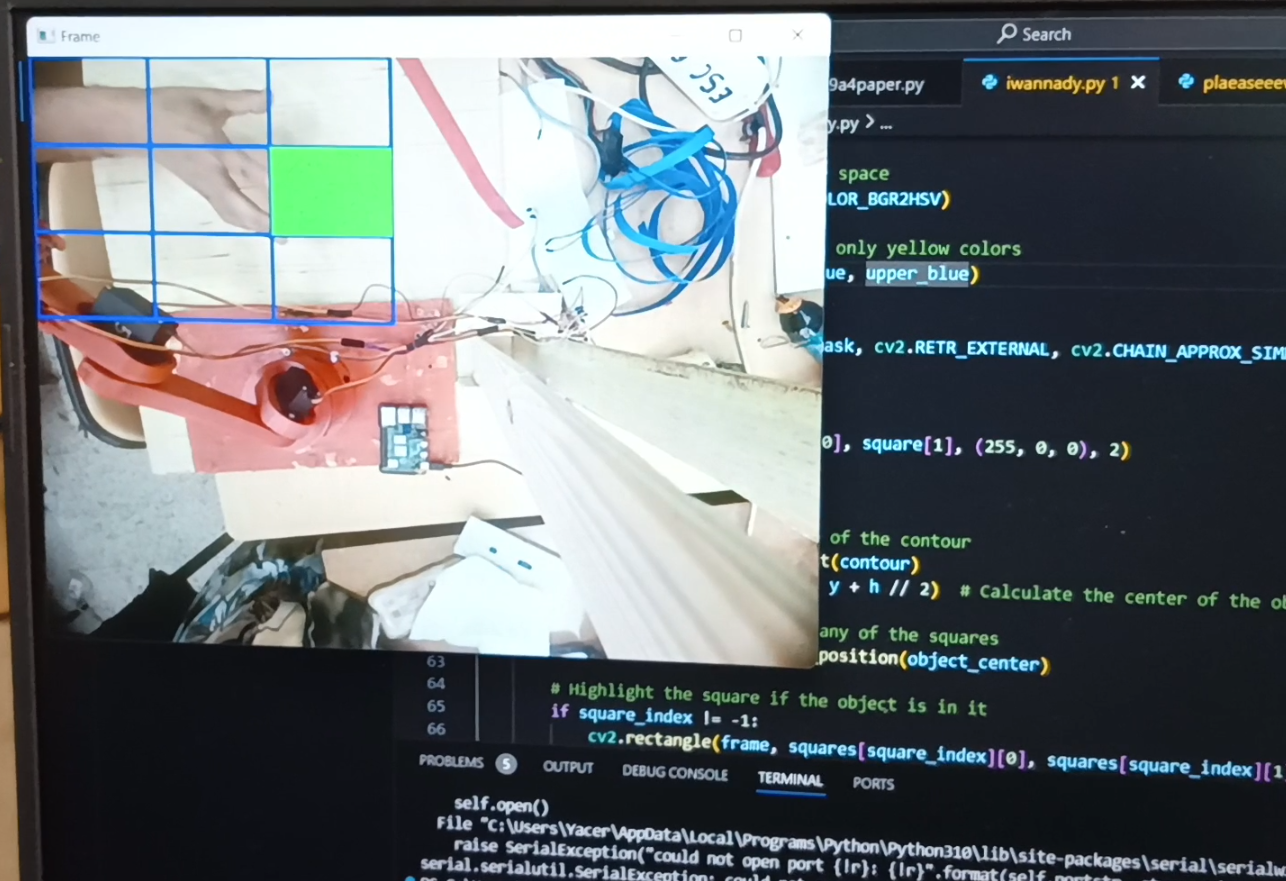 Frame
ESC
Search
9a4paper.py
iwannady.py 1
y.py > ...
space
LOR_BGR2HSV)
only yellow colors
ue, upper_blue)
ask, cv2.RETR_EXTERNAL, cv2.CHAIN_APPROX_SIM
0], square[1], (255, 0, 0), 2)
of the contour
t(contour)
y + h // 2)  # Calculate the center of the ob
any of the squares
position(object_center)
63
64
# Highlight the square if the object is in it
65
if square_index != -1:
66
cv2.rectangle(frame, squares[square_index][0], squares[square_index][1
PROBLEMS 5 OUTPUT DEBUG CONSOLE TERMINAL PORTS
self.open()
File "C:\Users\Yacer\AppData\Local\Programs\Python\Python310\lib\site-packages\serial\serialw
raise SerialException("could not open port {!r}: {!r}".format(self.portstr,
serial.serialutil.SerialException: could not